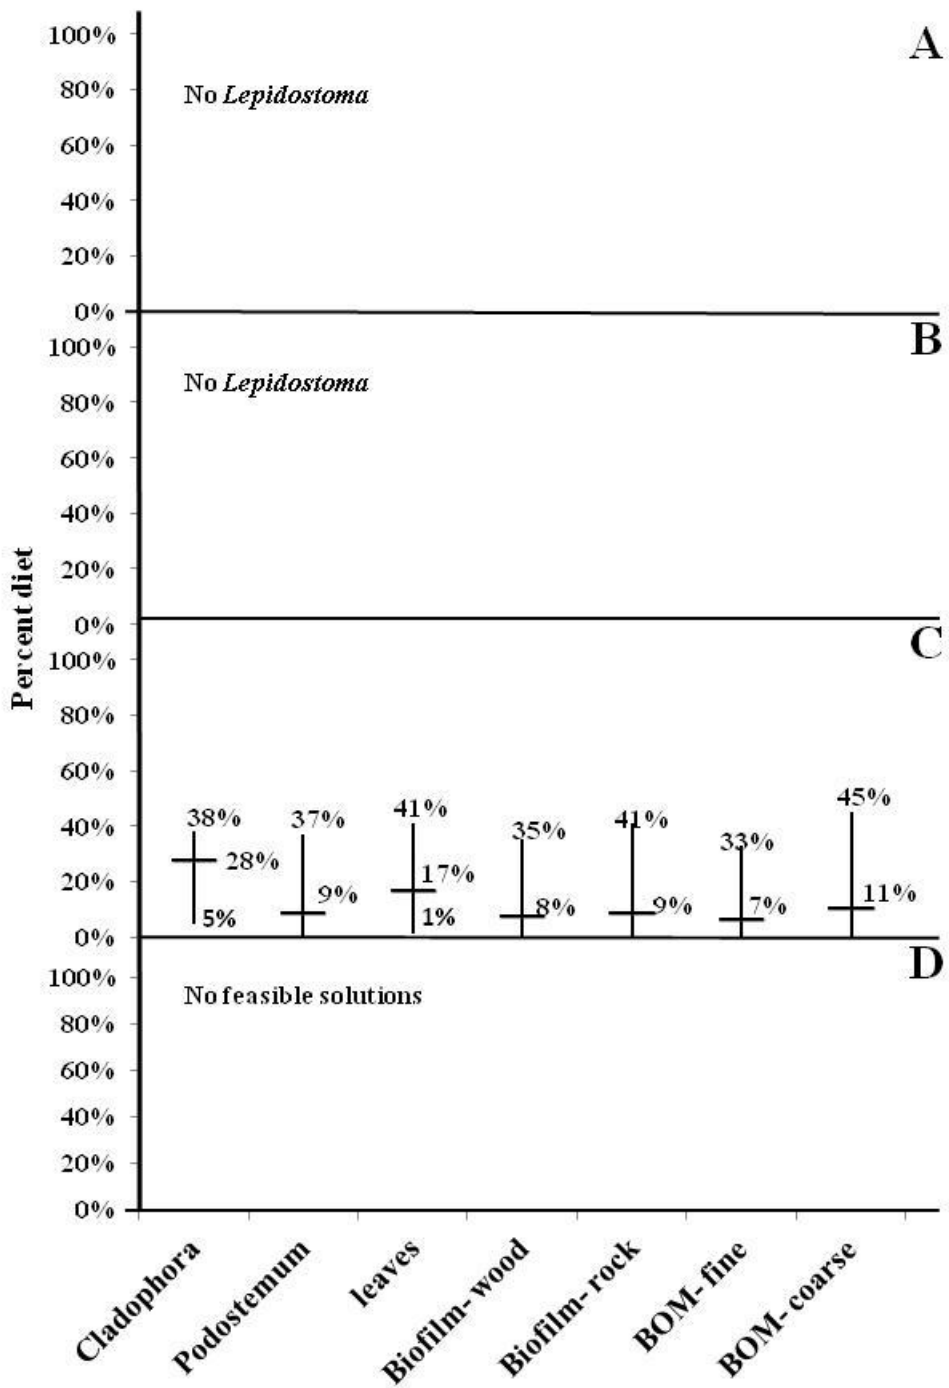 A
100%
80%
No Lepidostoma
60%
40%
20%
0%
B
100%
No Lepidostoma
80%
60%
40%
20%
0%
Percent diet
C
100%
80%
60%
40%
20%
0%
38%
28%
5%
37%
9%
41%
17%
1%
35%
8%
41%
9%
33%
7%
45%
11%
D
100%
No feasible solutions
80%
60%
40%
20%
0%
Cladophora
Podostemum
leaves
Biofilm- wood
Biofilm- rock
BOM- fine
BOM- coarse